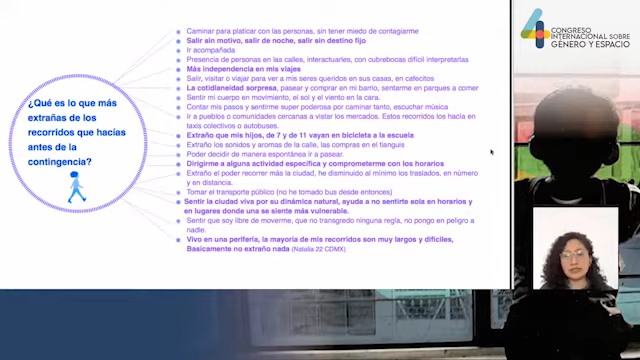 4 CONGRESO
INTERNACIONAL SOBRE
GÉNERO Y ESPACIO
¿Qué es lo que más
extrañas de los
recorridos que hacías
antes de la
contingencia?
Caminar para platicar con las personas, sin tener miedo de contagiarme
Salir sin motivo, salir de noche, salir sin destino fijo
Ir acompañada
Presencia de personas en las calles, interactuarles, con cubrebocas difícil interpretarlas
Más independencia en mis viajes
Salir, visitar o viajar para ver a mis seres queridos en sus casas, en cafecitos
La cotidianeidad sorpresa, pasear y comprar en mi barrio, sentarme en parques a comer
Sentir mi cuerpo en movimiento, el sol y el viento en la cara.
Contar mis pasos y sentirme super poderosa por caminar tanto, escuchar música
Ir a pueblos o comunidades cercanas a vistar los mercados. Estos recorridos los hacía en
taxis colectivos o autobuses.
Extraño que mis hijos, de 7 y de 11 vayan en bicicleta a la escuela
Extraño los sonidos y aromas de la calle, las compras en el tianguis
Poder decidir de manera espontánea ir a pasear.
Dirigirme a alguna actividad específica y comprometerme con los horarios
Extraño el poder recorrer más la ciudad, he disminuido al mínimo los traslados, en número
y en distancia.
Tomar el transporte público (no he tomado bus desde entonces)
Sentir la ciudad viva por su dinámica natural, ayuda a no sentirte sola en horarios y
en lugares donde una se siente más vulnerable.
Sentir que soy libre de moverme, que no transgredo ninguna regla, no pongo en peligro a
nadie.
Vivo en una periferia, la mayoría de mis recorridos son muy largos y difíciles,
Basicamente no extraño nada (Natalia 22 CDMX)